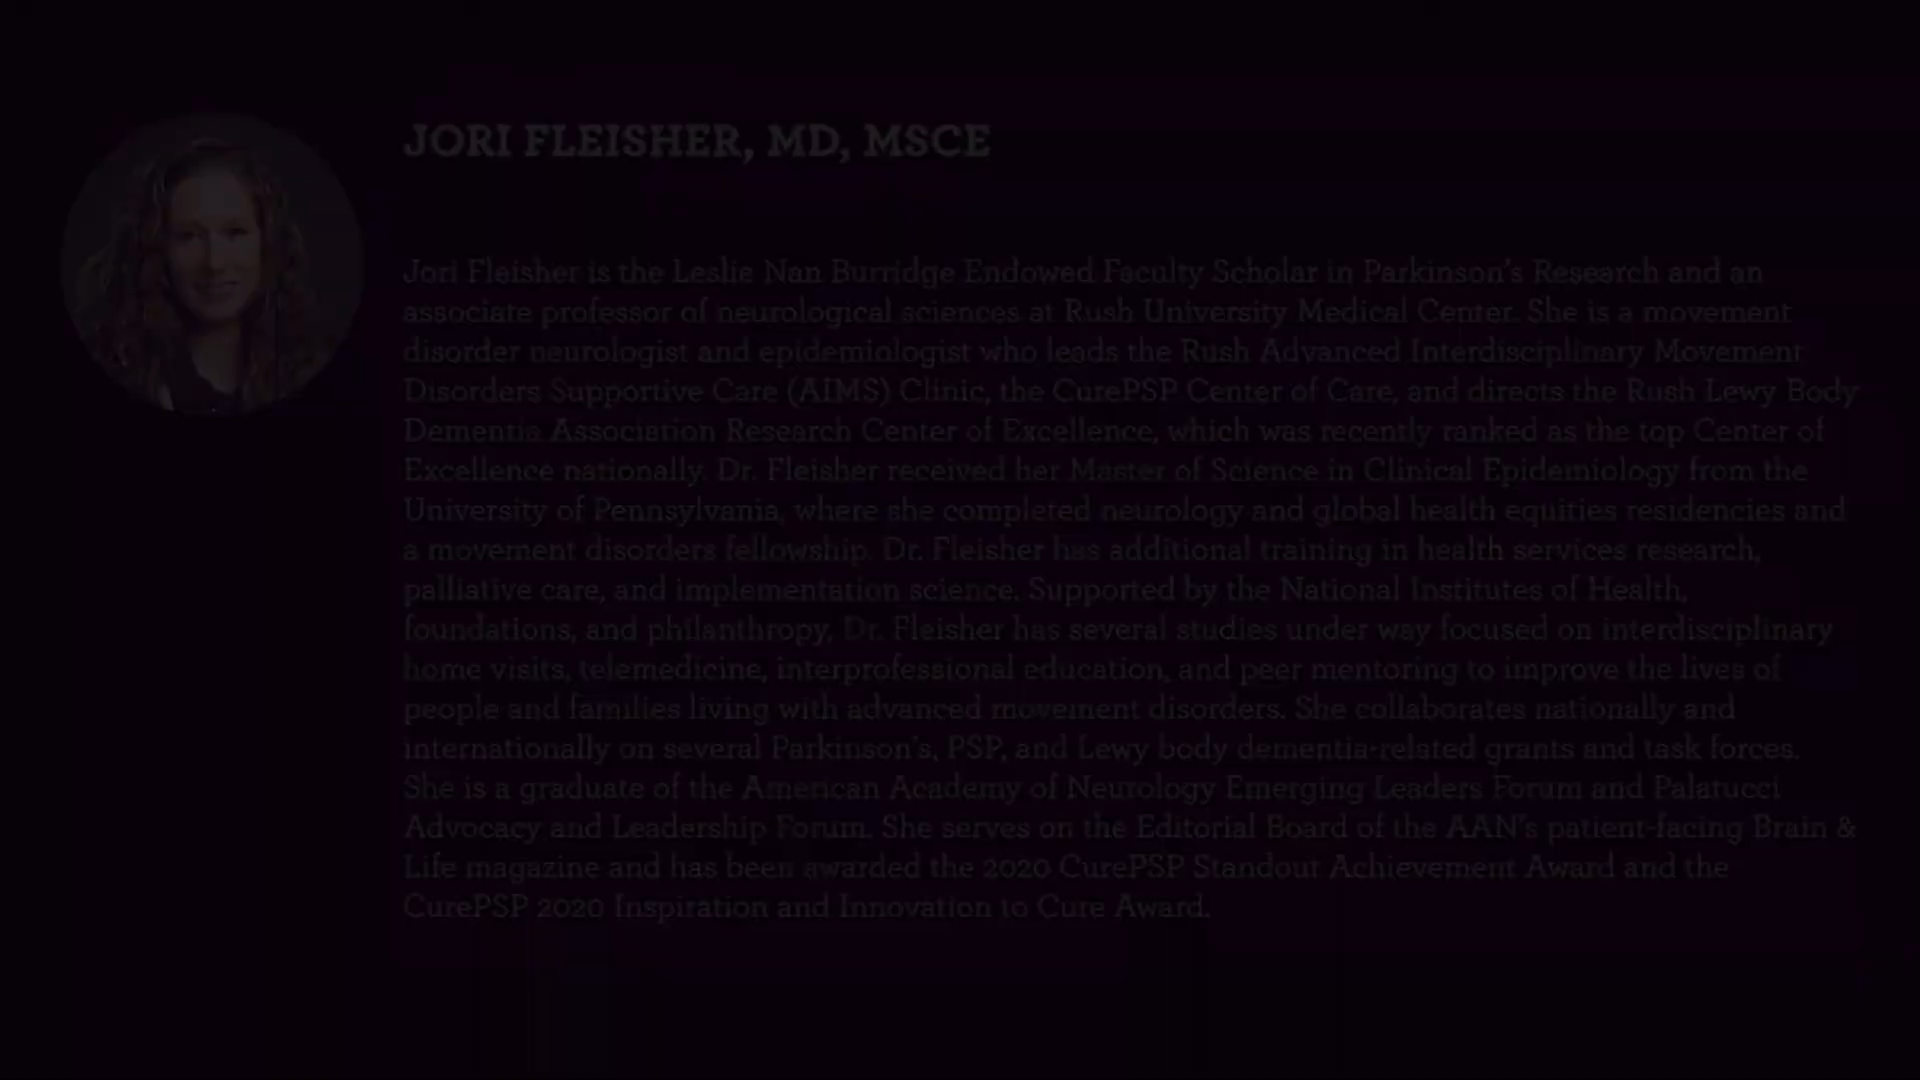 JORI FLEISHER, MD, MSCE
Jori Fleisher is the Leslie Nan Burridge Endowed Faculty Scholar in Parkinson's Research and an
associate professor of neurological sciences at Rush University Medical Center. She is a movement
disorder neurologist and epidemiologist who leads the Rush Advanced Interdisciplinary Movement
Disorders Supportive Care (AIMS) Clinic, the CurePSP Center of Care, and directs the Rush Lewy Body
Dementia Association Research Center of Excellence, which was recently ranked as the top Center of
Excellence nationally. Dr. Fleisher received her Master of Science in Clinical Epidemiology from the
University of Pennsylvania, where she completed neurology and global health equities residencies and
a movement disorders fellowship. Dr. Fleisher has additional training in health services research,
palliative care, and implementation science. Supported by the National Institutes of Health,
foundations, and philanthropy, Dr. Fleisher has several studies under way focused on interdisciplinary
home visits, telemedicine, interprofessional education, and peer mentoring to improve the lives of
people and families living with advanced movement disorders. She collaborates nationally and
internationally on several Parkinson's, PSP, and Lewy body dementia-related grants and task forces.
She is a graduate of the American Academy of Neurology Emerging Leaders Forum and Palatucci
Advocacy and Leadership Forum. She serves on the Editorial Board of the AAN's patient-facing Brain &
Life magazine and has been awarded the 2020 CurePSP Standout Achievement Award and the
CurePSP 2020 Inspiration and Innovation to Cure Award.